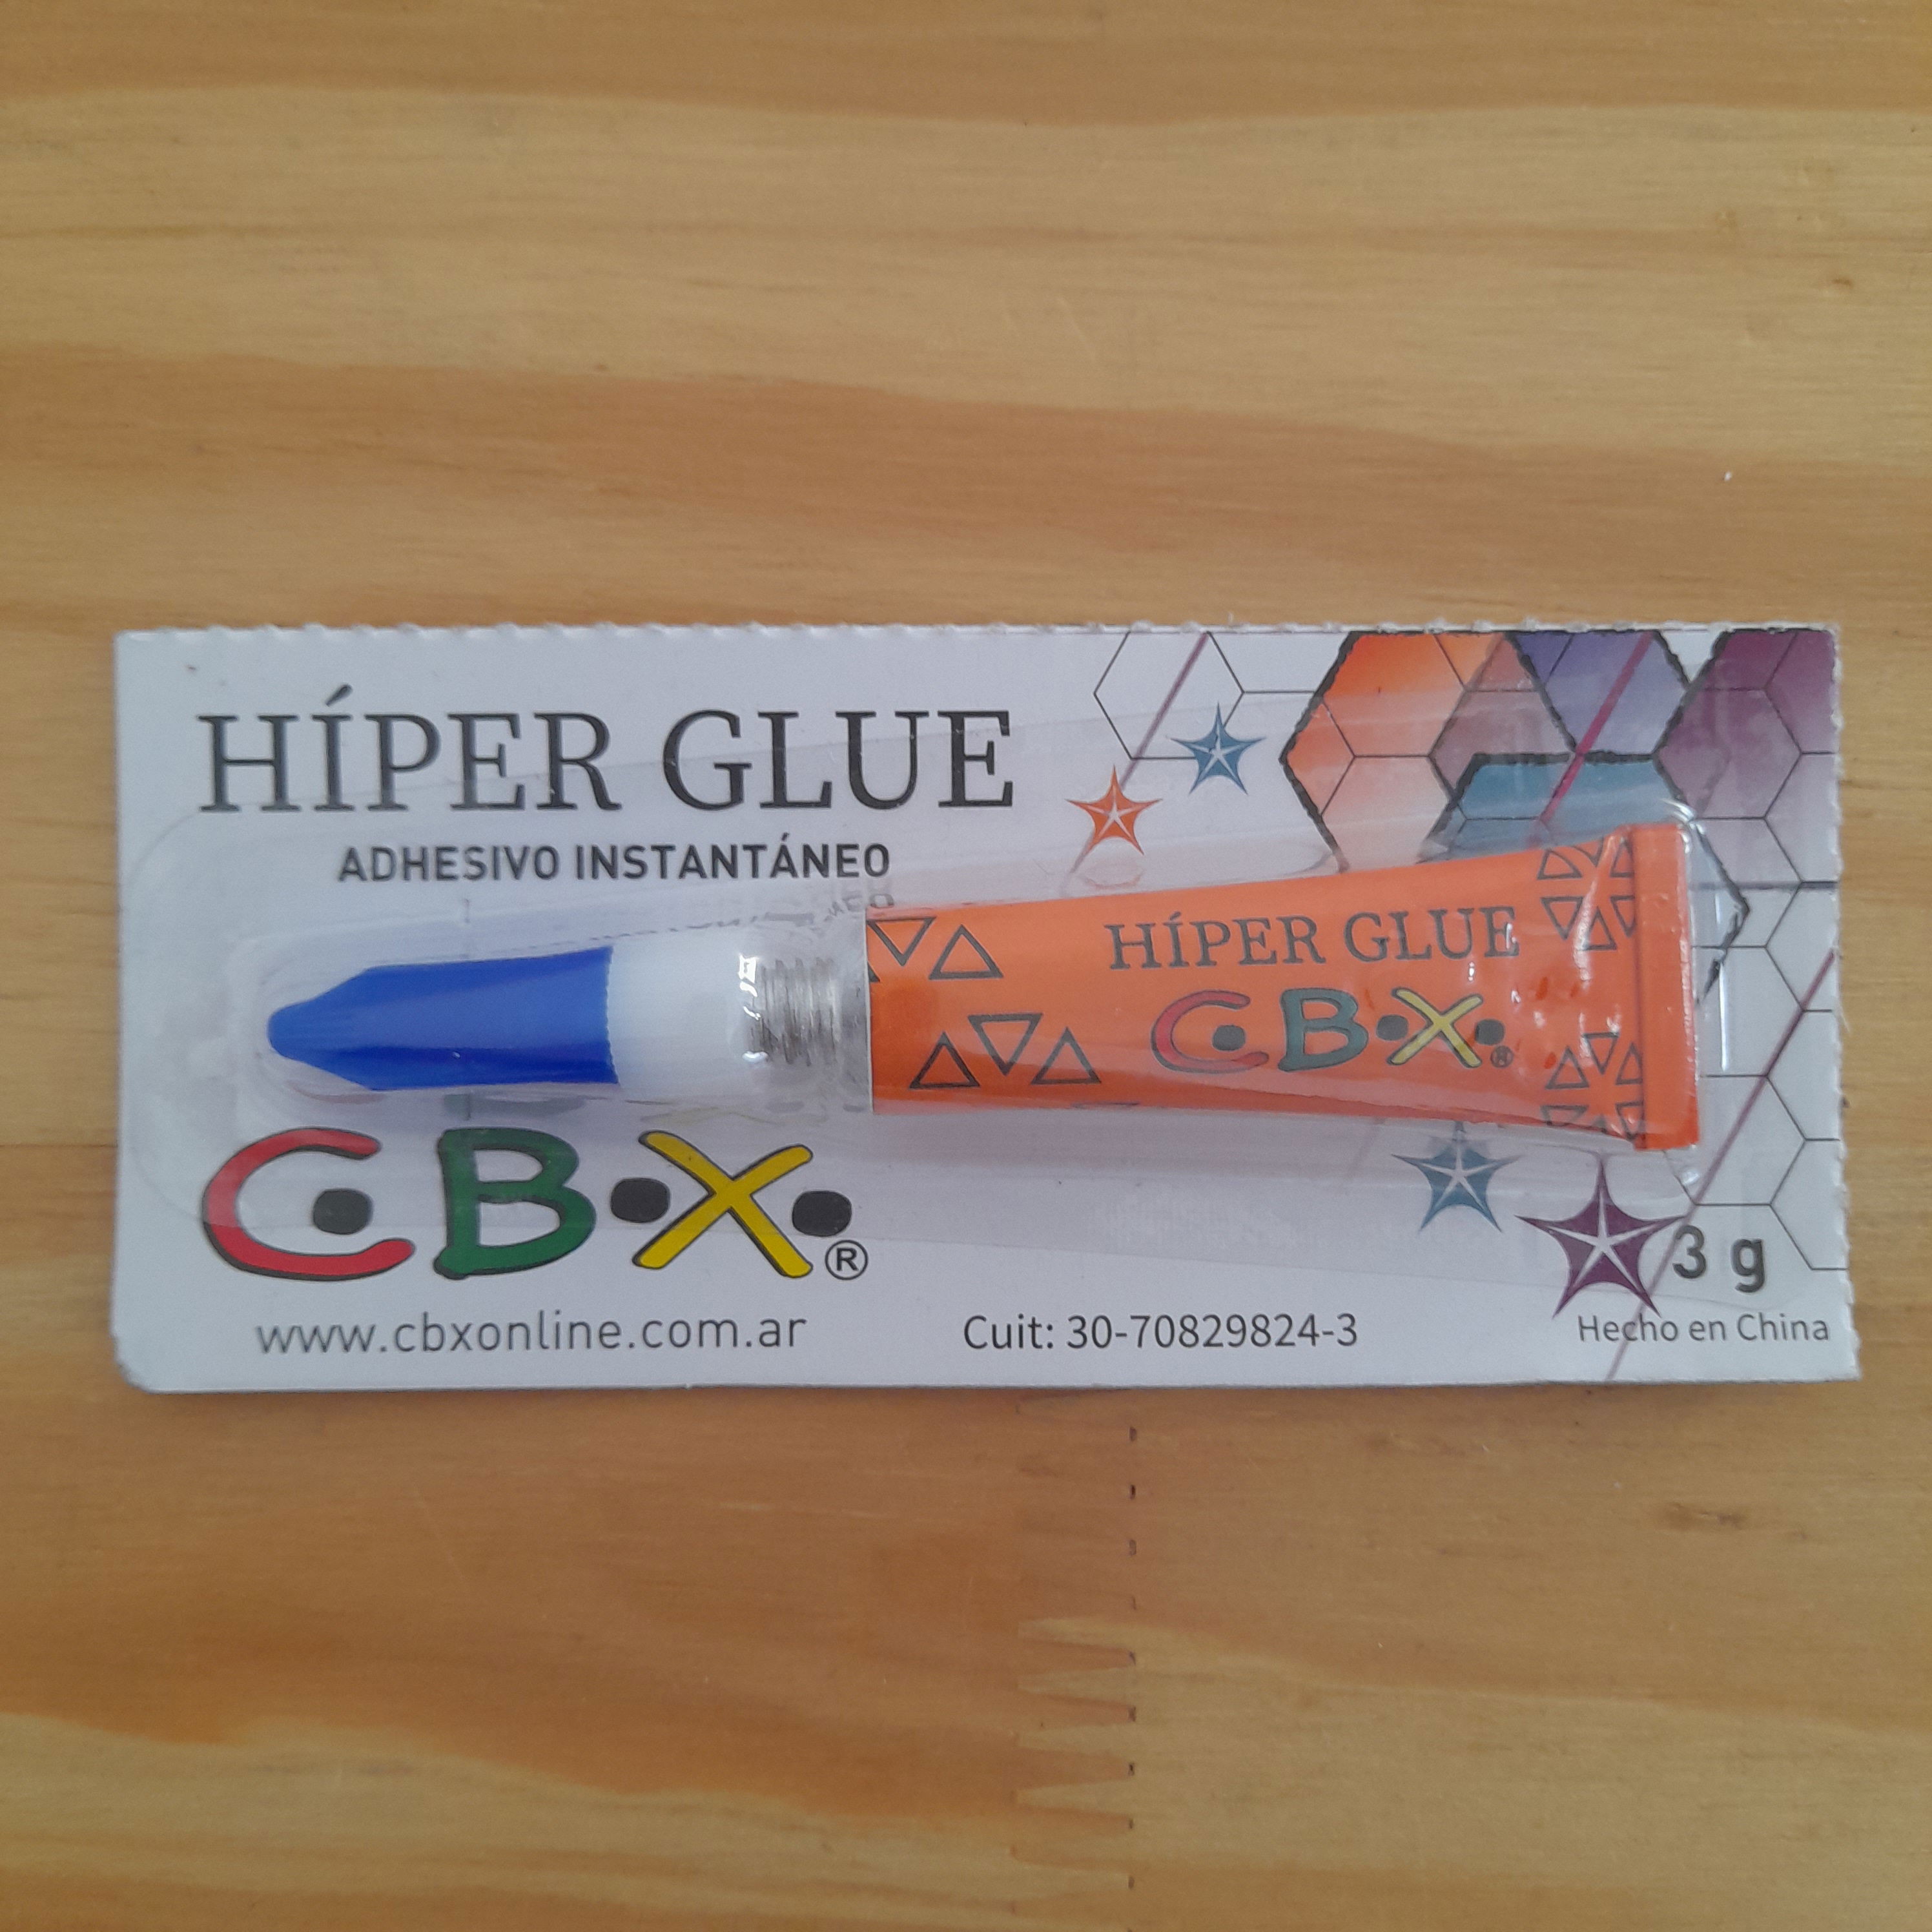 HÍPER GLUE
ADHESIVO INSTANTÁNEO
HÍPER GLUE
C•B•X•®
C•B•X•®
3 g
www.cbxonline.com.ar
Cuit: 30-70829824-3
Hecho en China